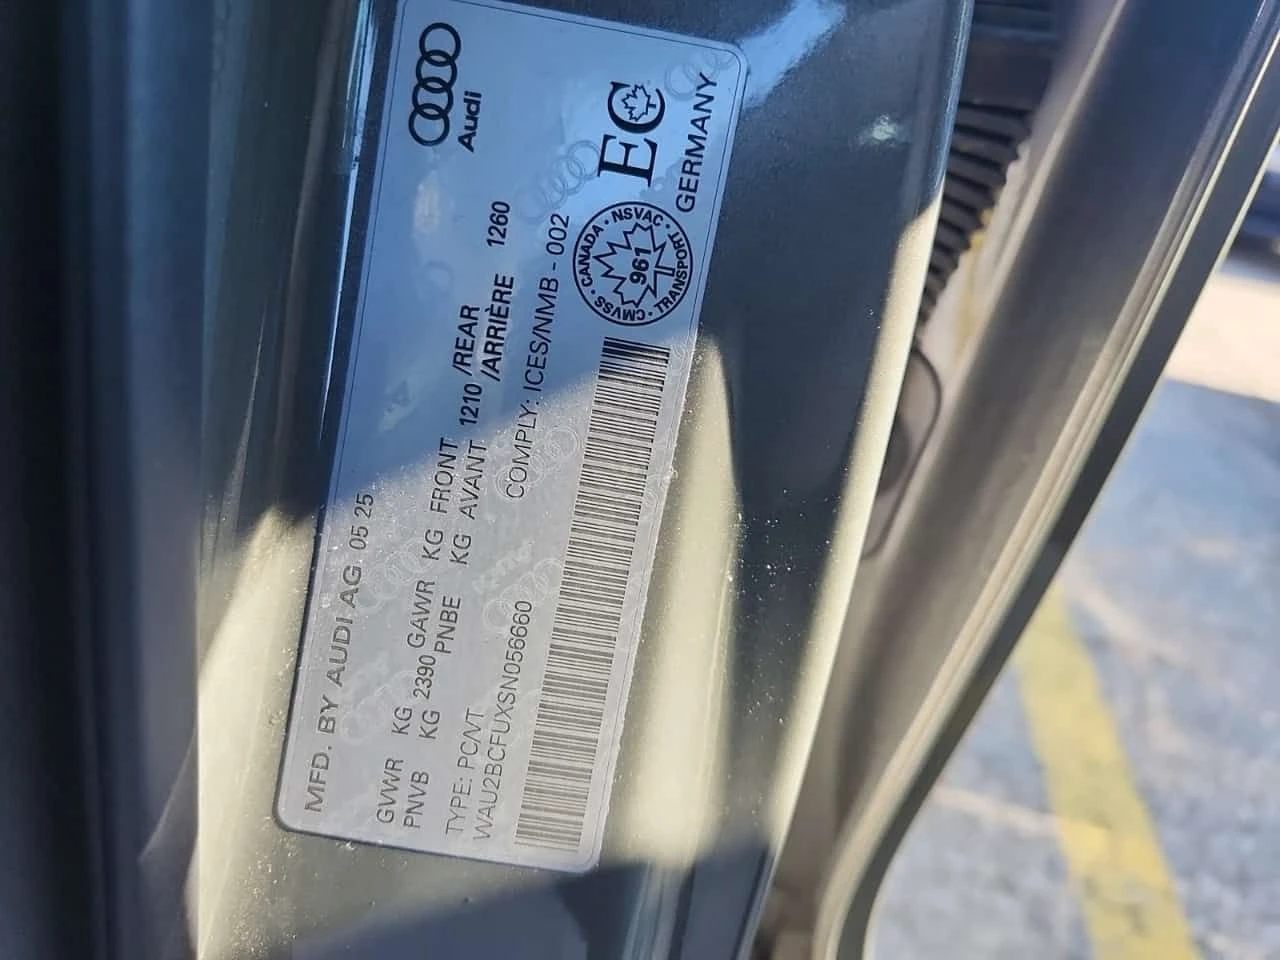 Audi
MFD. BY AUDI AG 05 25
GVWR KG 2390 GAWR KG FRONT 1210 /REAR 1260
PNVB KG PNBE KG AVANT /ARRIÈRE
TYPE: PC/VT COMPLY: ICES/NMB - 002
WAU2BCFUXSN056660
CANADA · NSVAC · TRANSPORT · CMVSS ·
961
EC
GERMANY